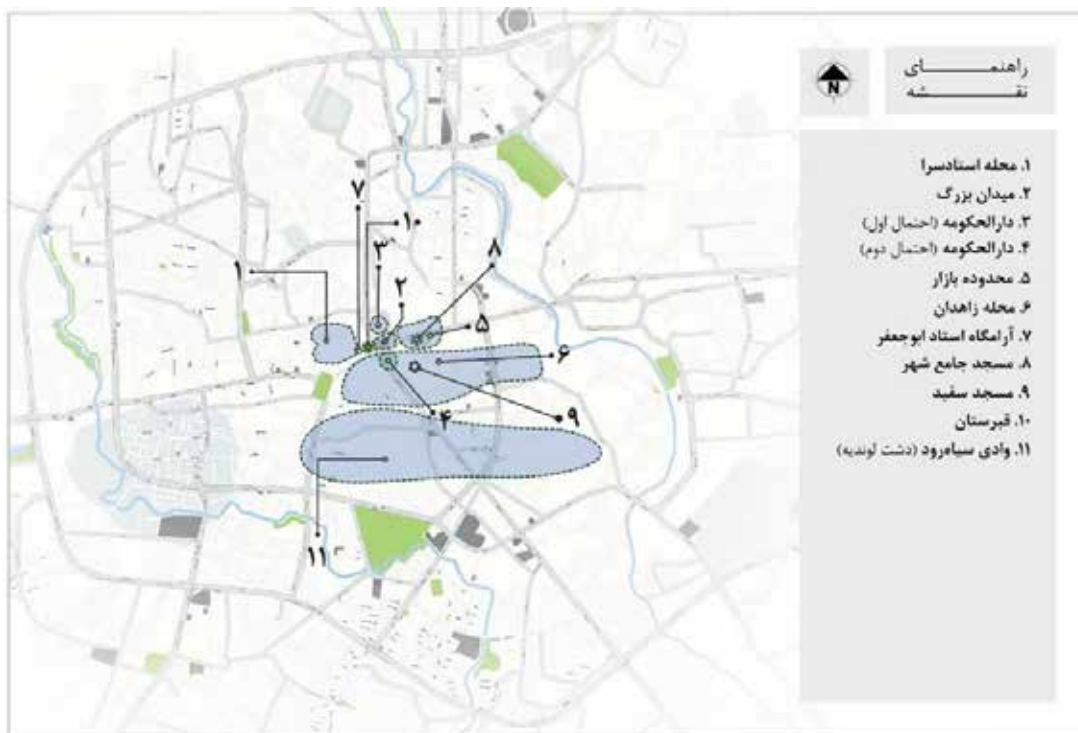 راهنمای
نقشه
N
۱. محله استادسرا
۲. میدان بزرگ
۳. دارالحکومه (احتمال اول)
۴. دارالحکومه (احتمال دوم)
۵. محدوده بازار
۶. محله زاهدان
۷. آرامگاه استاد ابوجعفر
۸. مسجد جامع شهر
۹. مسجد سفید
۱۰. قبرستان
۱۱. وادی سیاه‌رود (دشت لوندیه)
۷
۱۰
۳
۸
۱
۲
۵
۶
۴
۹
۱۱